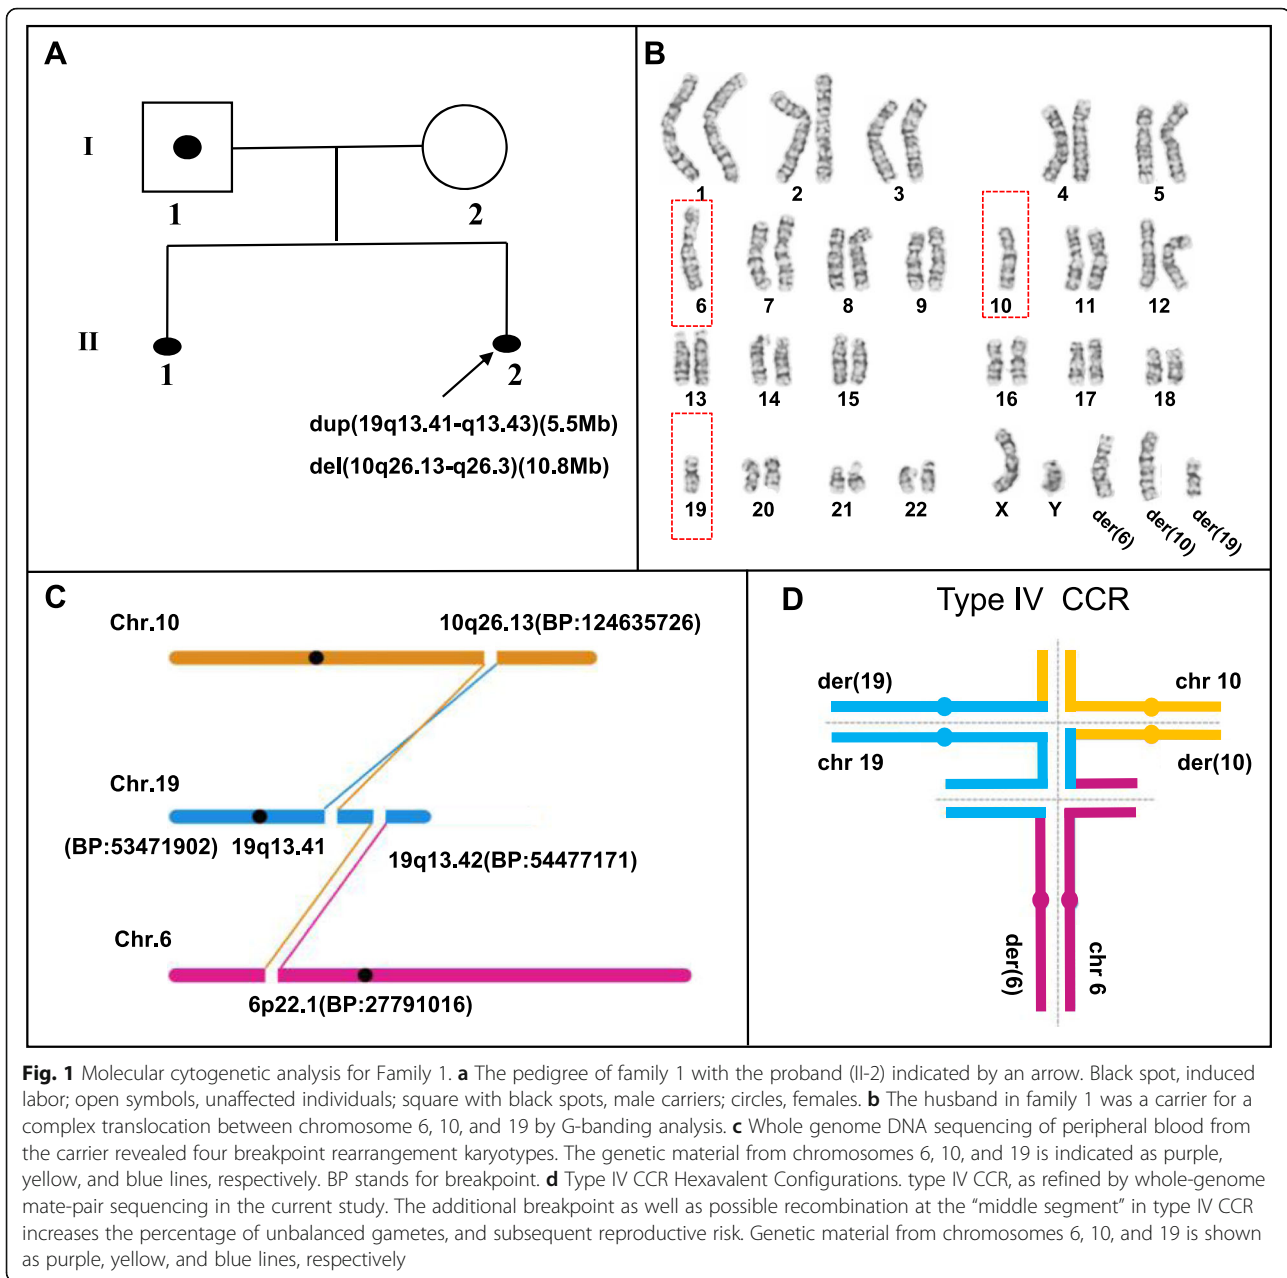 A
I
1
2
II
1
2
dup(19q13.41-q13.43)(5.5Mb)
del(10q26.13-q26.3)(10.8Mb)
B
1 2 3 4 5
6 7 8 9 10 11 12
13 14 15 16 17 18
19 20 21 22 X Y der(6) der(10) der(19)
C
Chr.10
10q26.13(BP:124635726)
Chr.19
(BP:53471902) 19q13.41
19q13.42(BP:54477171)
Chr.6
6p22.1(BP:27791016)
D
Type IV CCR
der(19)
chr 10
chr 19
der(10)
der(6)
chr 6
Fig. 1 Molecular cytogenetic analysis for Family 1. a The pedigree of family 1 with the proband (II-2) indicated by an arrow. Black spot, induced
labor; open symbols, unaffected individuals; square with black spots, male carriers; circles, females. b The husband in family 1 was a carrier for a
complex translocation between chromosome 6, 10, and 19 by G-banding analysis. c Whole genome DNA sequencing of peripheral blood from
the carrier revealed four breakpoint rearrangement karyotypes. The genetic material from chromosomes 6, 10, and 19 is indicated as purple,
yellow, and blue lines, respectively. BP stands for breakpoint. d Type IV CCR Hexavalent Configurations. type IV CCR, as refined by whole-genome
mate-pair sequencing in the current study. The additional breakpoint as well as possible recombination at the “middle segment” in type IV CCR
increases the percentage of unbalanced gametes, and subsequent reproductive risk. Genetic material from chromosomes 6, 10, and 19 is shown
as purple, yellow, and blue lines, respectively